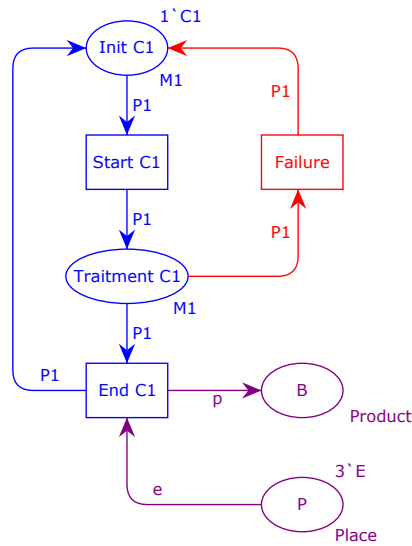 1`C1
Init C1
M1
P1
P1
Start C1
Failure
P1
P1
Traitment C1
M1
P1
P1
End C1
p
B
Product
3`E
e
P
Place